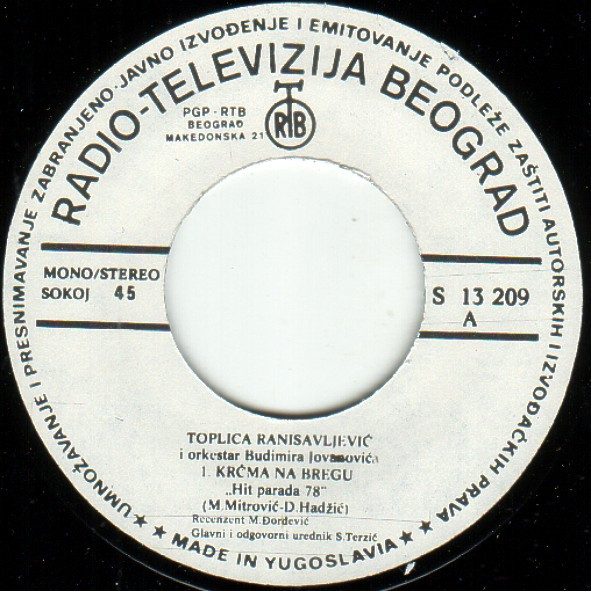 UMNOŽAVANJE I PRESNIMAVANJE ZABRANJENO·JAVNO IZVOĐENJE I EMITOVANJE PODLEŽE ZAŠTITI AUTORSKIH I IZVOĐAČKIH PRAVA
RADIO-TELEVIZIJA BEOGRAD
PGP-RTB
BEOGRAD
MAKEDONSKA 21
RTB
MONO/STEREO
SOKOJ 45
S 13 209
A
TOPLICA RANISAVLJEVIĆ
i orkestar Budimira Jovanovića
1. KRČMA NA BREGU
„Hit parada 78"
(M.Mitrović-D.Hadžić)
Recenzent M.Đorđević
Glavni i odgovorni urednik S.Terzić
★ ★ MADE IN YUGOSLAVIA ★ ★